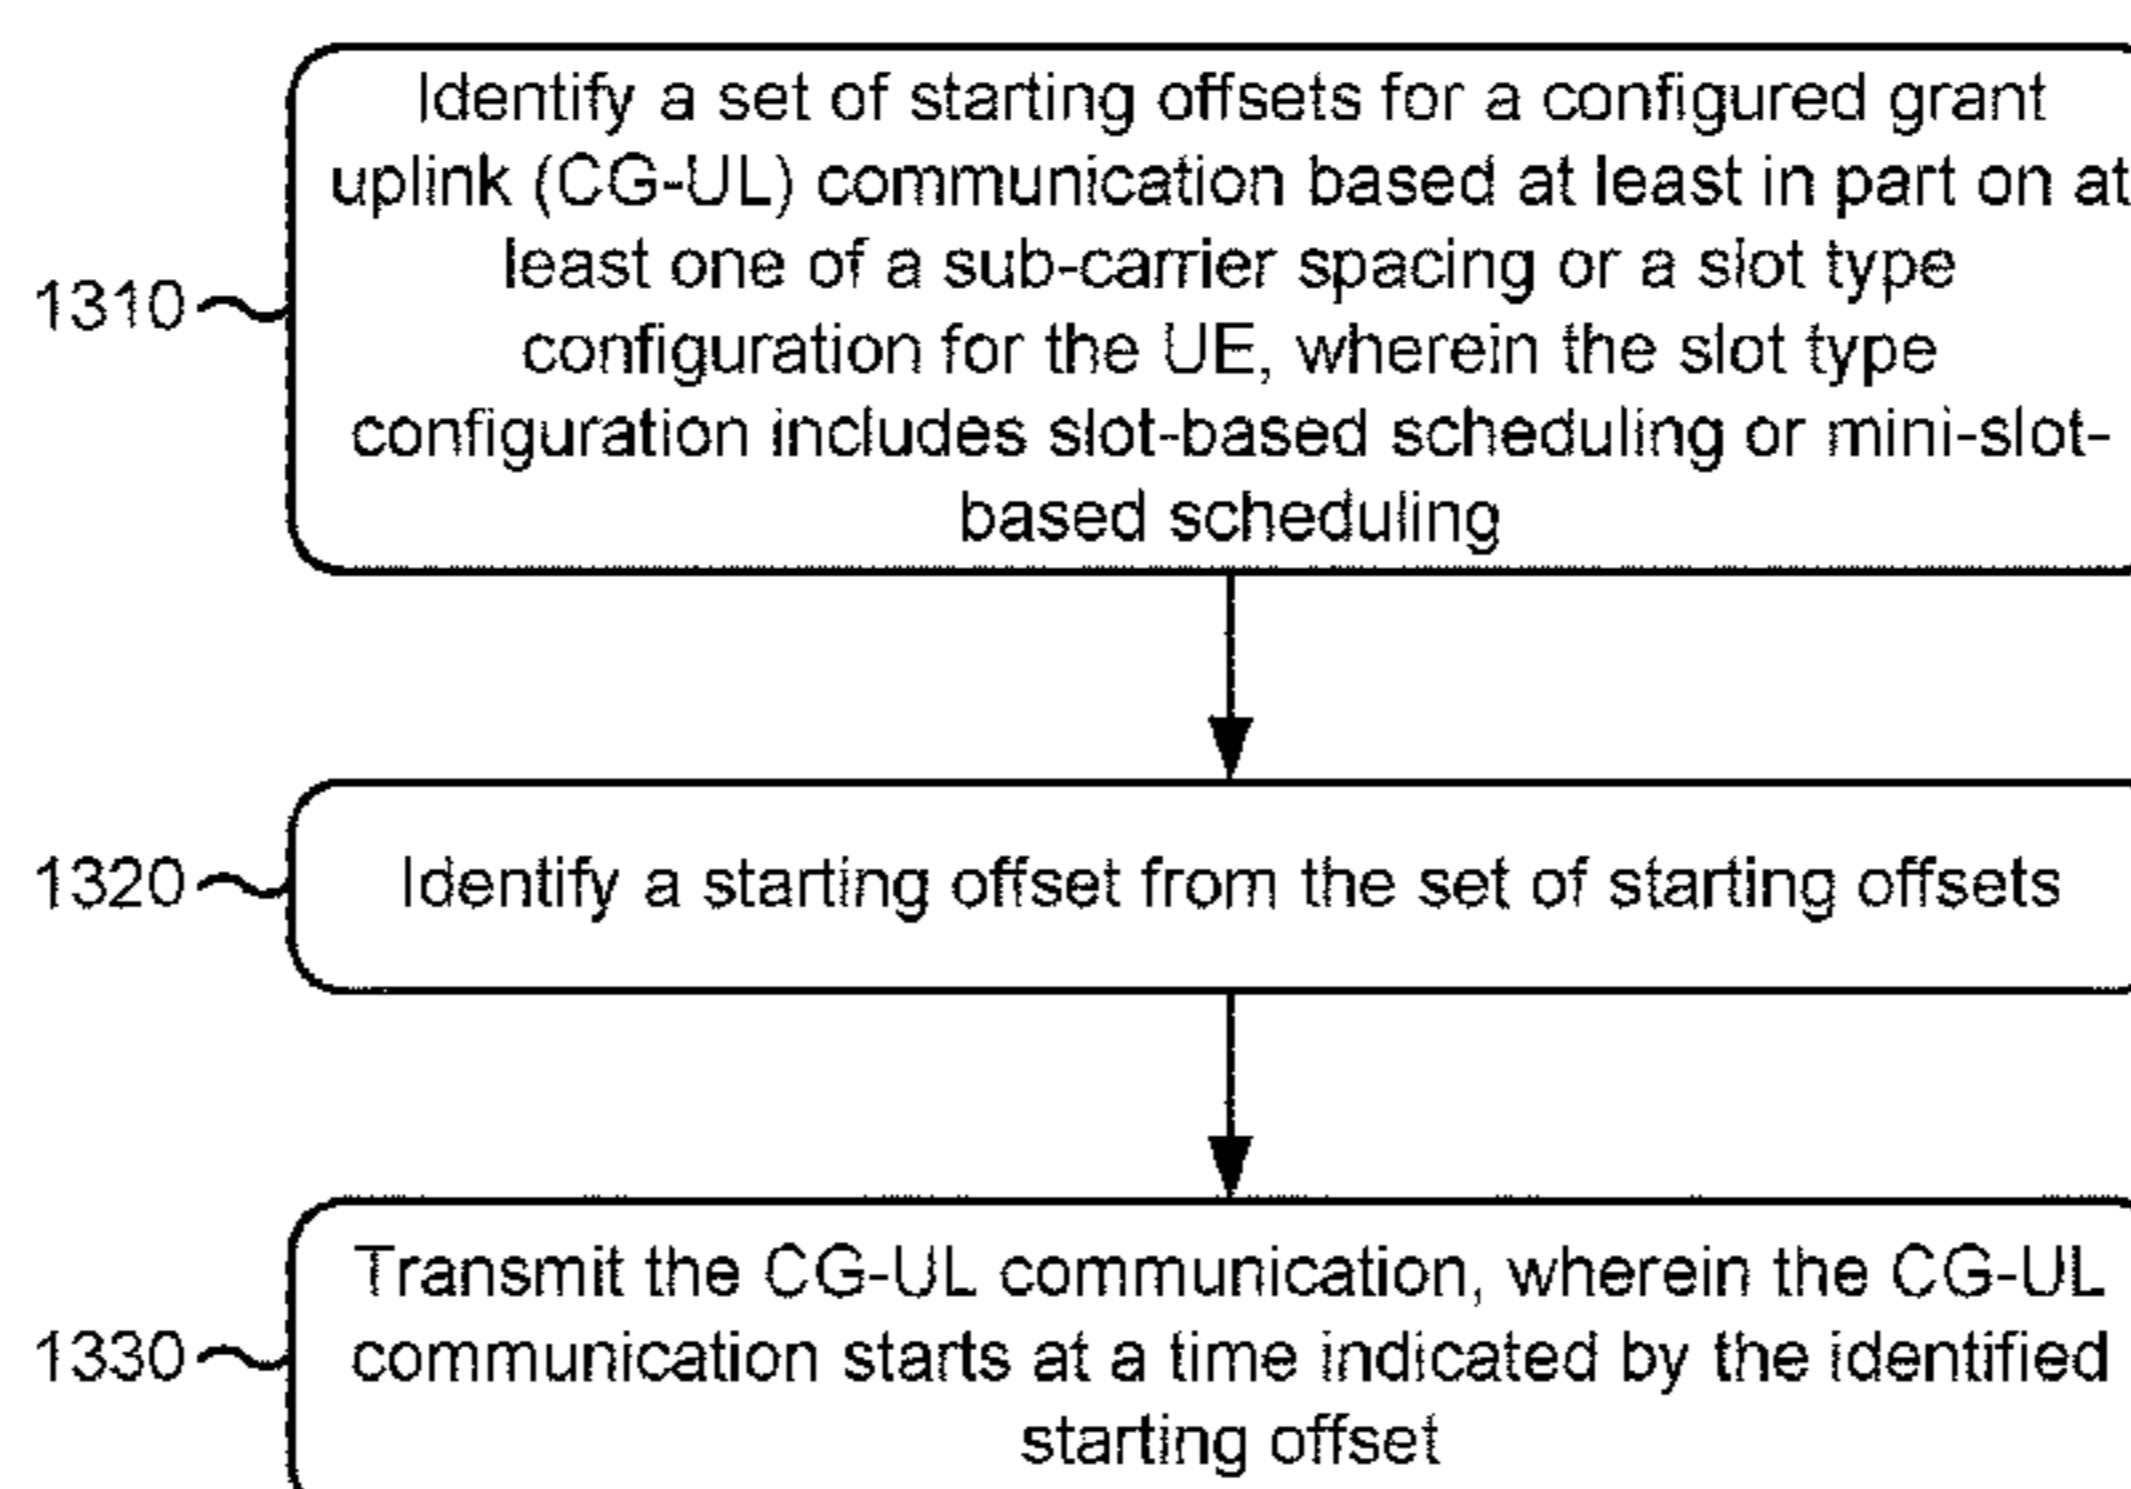 Identify a set of starting offsets for a configured grant
uplink (CG-UL) communication based at least in part on at
least one of a sub-carrier spacing or a slot type
1310
configuration for the UE, wherein the slot type
configuration includes slot-based scheduling or mini-slot-
based scheduling
1320
Identify a starting offset from the set of starting offsets
Transmit the CG-UL communication, wherein the CG-UL
1330
communication starts at a time indicated by the identified
starting offset